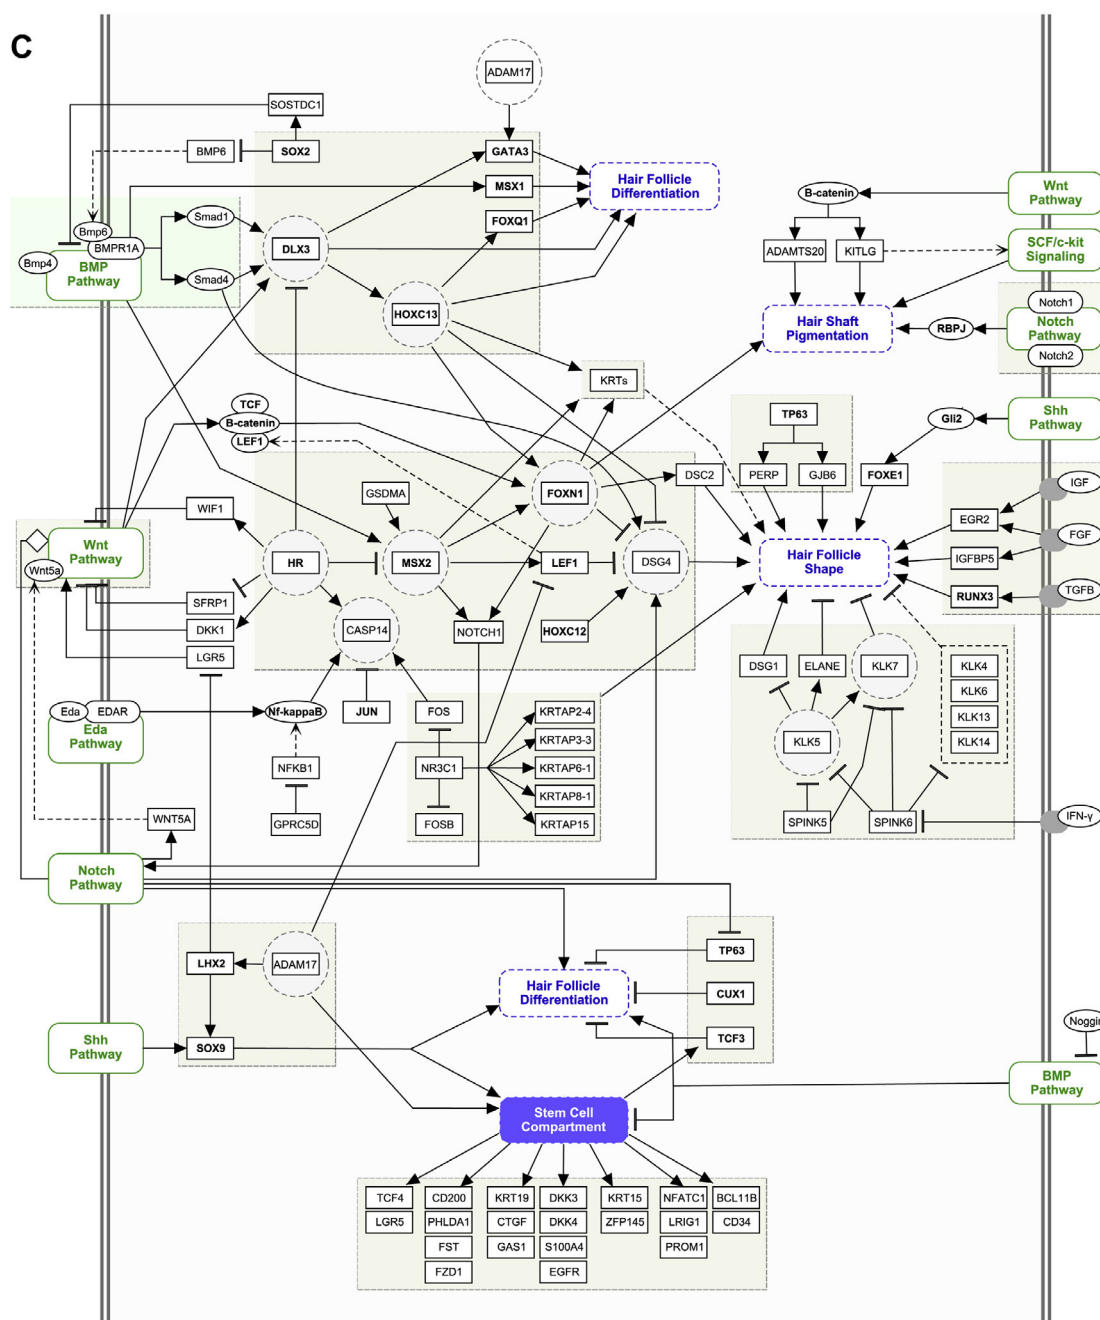 C
ADAM17
SOSTDC1
BMP6
SOX2
GATA3
MSX1
FOXQ1
Hair Follicle
Differentiation
B-catenin
Wnt
Pathway
Bmp6
Smad1
BMPR1A
Bmp4
BMP
Pathway
Smad4
DLX3
HOXC13
ADAMTS20
KITLG
SCF/c-kit
Signaling
Hair Shaft
Pigmentation
RBPJ
Notch1
Notch
Pathway
Notch2
KRTs
TCF
B-catenin
LEF1
TP63
PERP
GJB6
Gli2
FOXE1
Shh
Pathway
GSDMA
FOXN1
DSC2
WIF1
Wnt
Pathway
Wnt5a
HR
MSX2
LEF1
DSG4
Hair Follicle
Shape
EGR2
IGFBP5
RUNX3
IGF
FGF
TGFB
SFRP1
DKK1
LGR5
CASP14
NOTCH1
HOXC12
DSG1
ELANE
KLK7
KLK4
KLK6
KLK13
KLK14
KLK5
SPINK5
SPINK6
IFN-γ
Eda
EDAR
Eda
Pathway
Nf-kappaB
JUN
FOS
NFKB1
NR3C1
GPRC5D
FOSB
KRTAP2-4
KRTAP3-3
KRTAP6-1
KRTAP8-1
KRTAP15
WNT5A
Notch
Pathway
LHX2
ADAM17
SOX9
Shh
Pathway
Hair Follicle
Differentiation
TP63
CUX1
TCF3
Noggin
BMP
Pathway
Stem Cell
Compartment
TCF4
LGR5
CD200
PHLDA1
FST
FZD1
KRT19
CTGF
GAS1
DKK3
DKK4
S100A4
EGFR
KRT15
ZFP145
NFATC1
LRIG1
PROM1
BCL11B
CD34